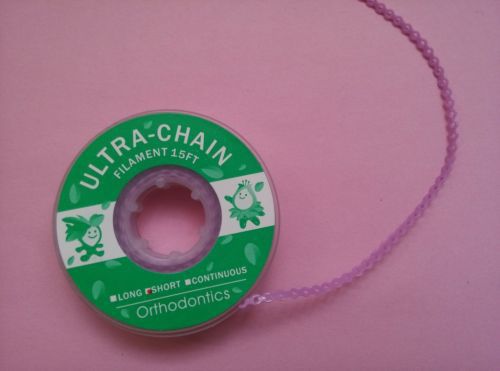 ULTRA-CHAIN
FILAMENT 15FT
LONG SHORT CONTINUOUS
Orthodontics